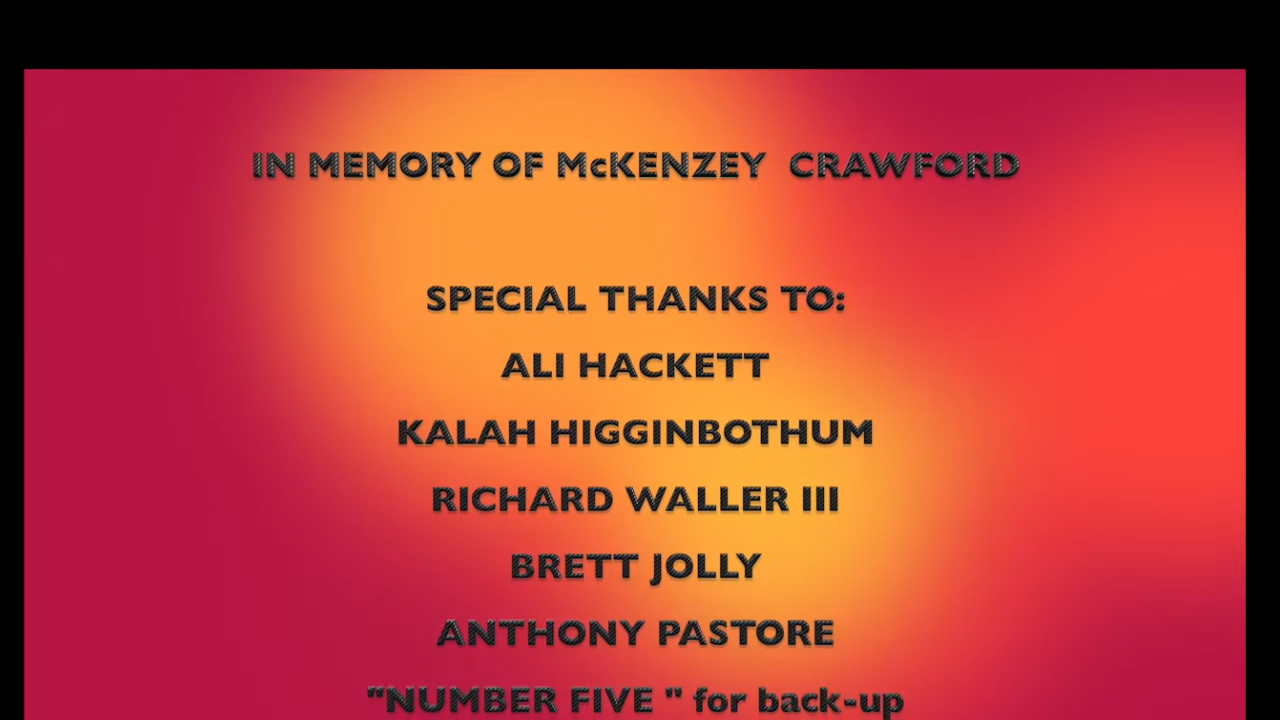 IN MEMORY OF McKENZEY  CRAWFORD
SPECIAL THANKS TO:
ALI HACKETT
KALAH HIGGINBOTHUM
RICHARD WALLER III
BRETT JOLLY
ANTHONY PASTORE
"NUMBER FIVE " for back-up